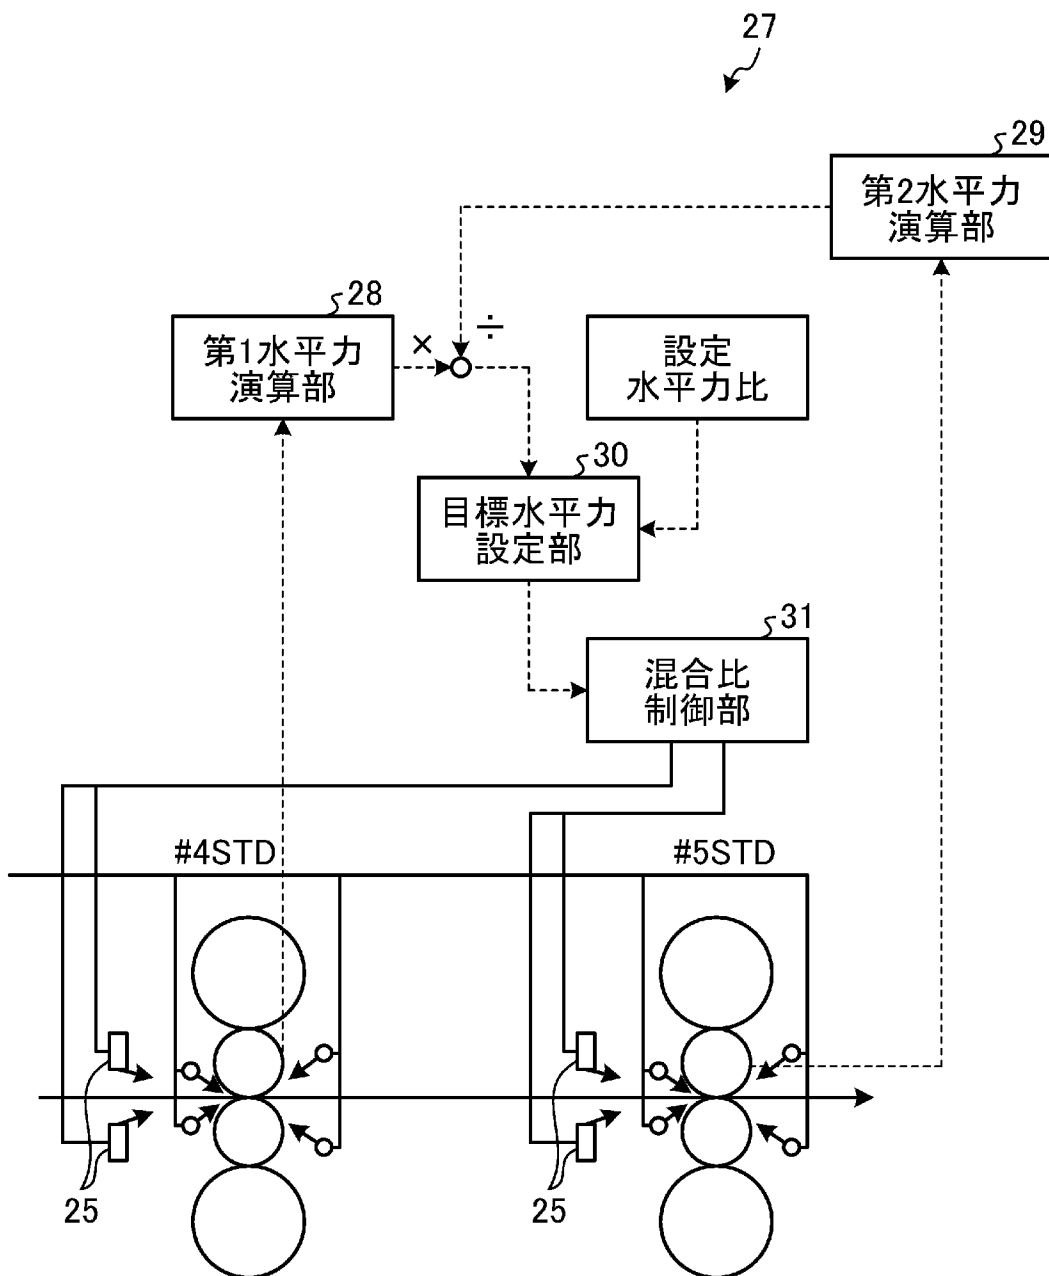 27
29
第2水平力
演算部
28
第1水平力
演算部
×
÷
設定
水平力比
30
目標水平力
設定部
31
混合比
制御部
#4STD
#5STD
25
25